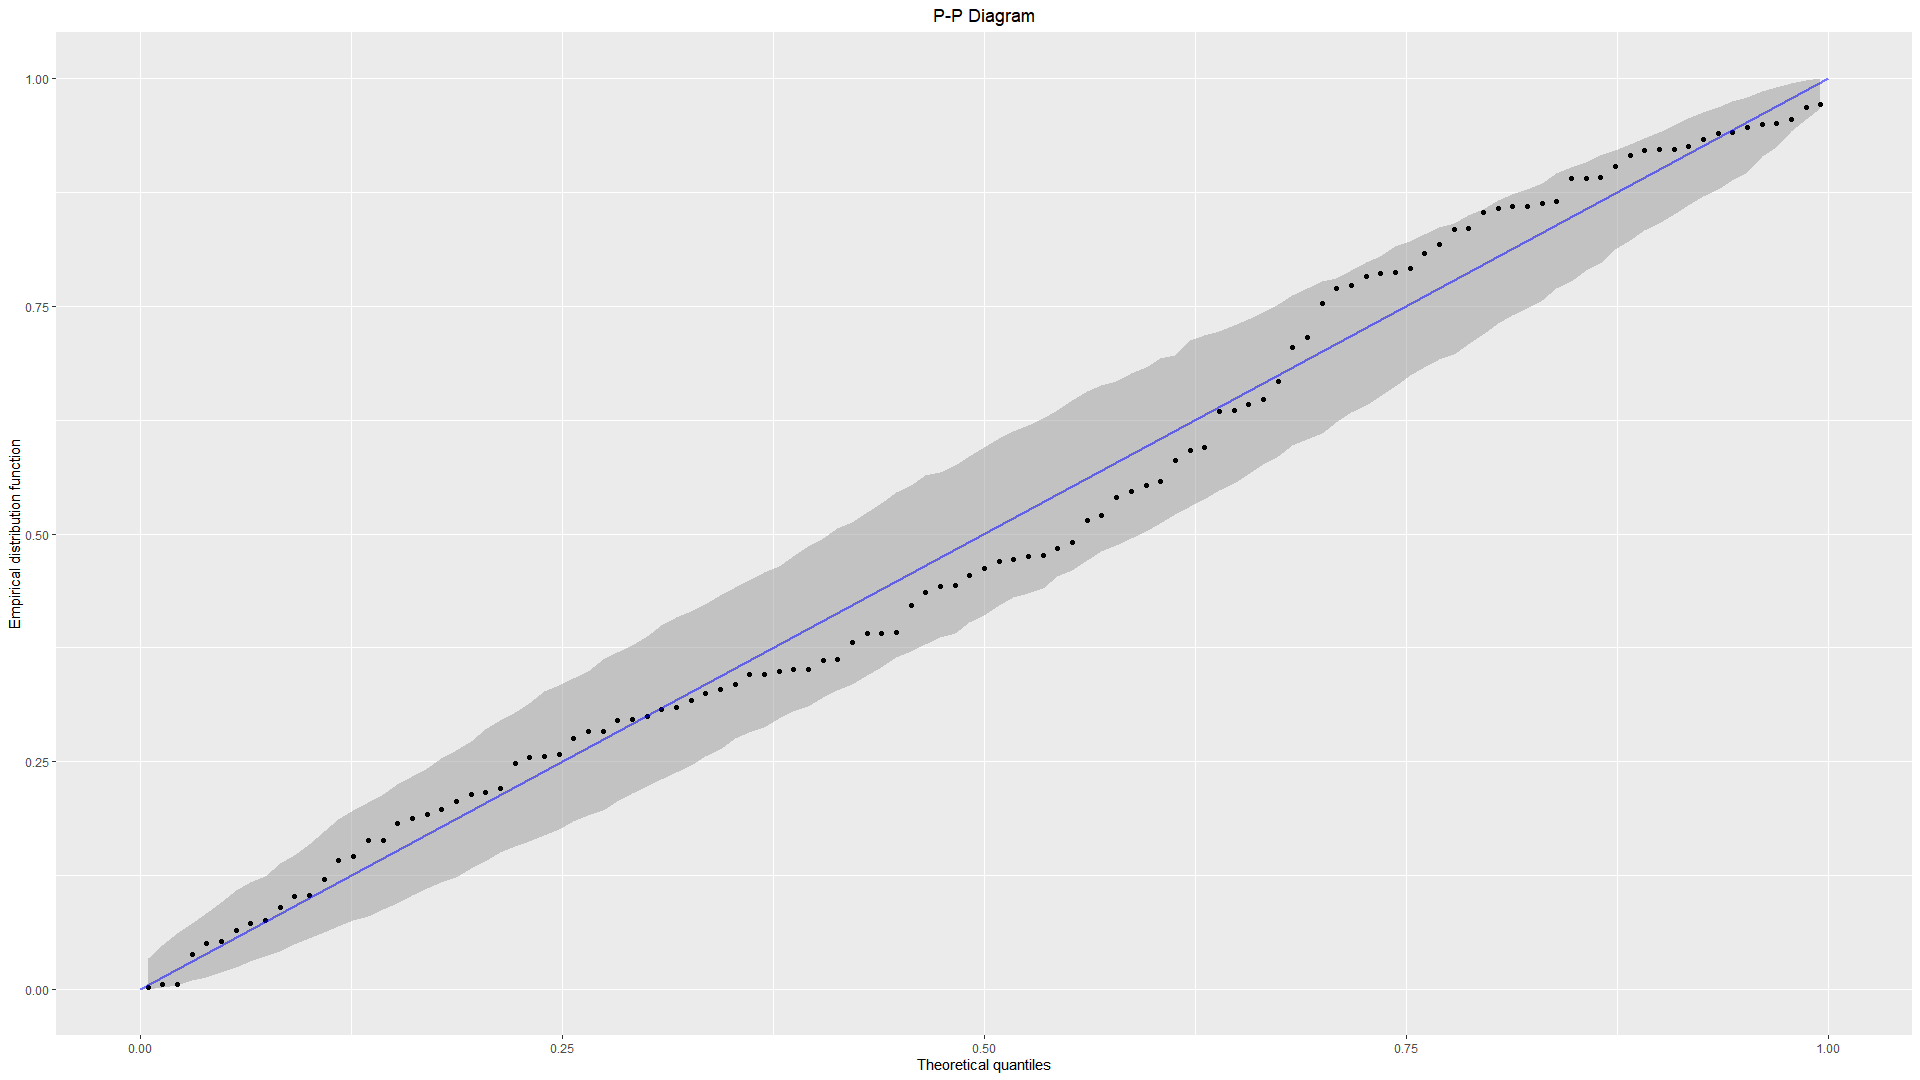 P-P Diagram
1.00
0.75
0.50
0.25
0.00
Empirical distribution function
0.00 0.25 0.50 0.75 1.00
Theoretical quantiles